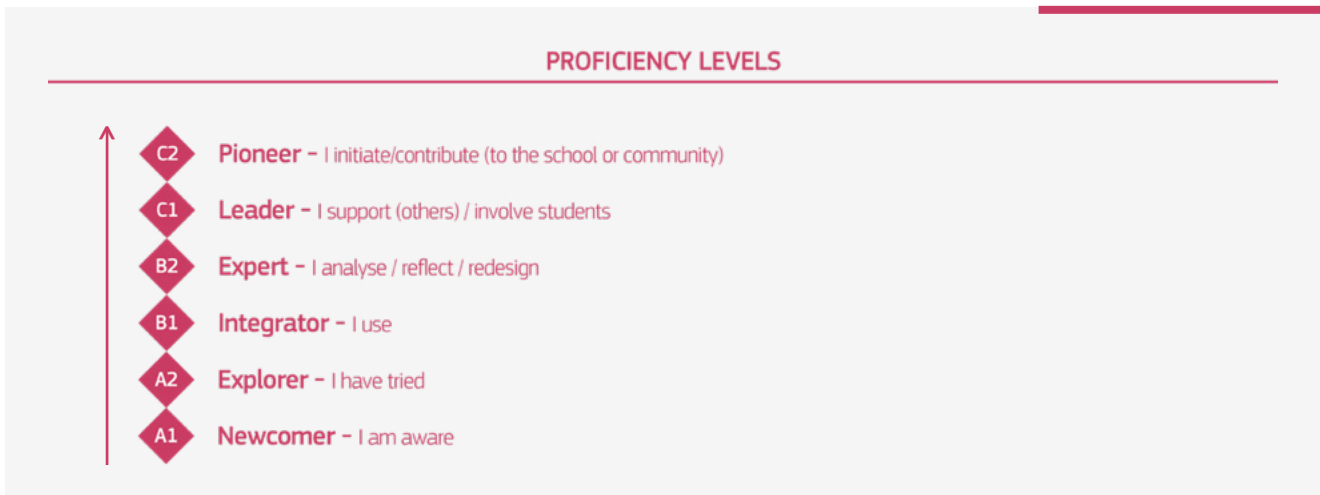 PROFICIENCY LEVELS
C2 Pioneer – I initiate/contribute (to the school or community)
C1 Leader – I support (others) / involve students
B2 Expert – I analyse / reflect / redesign
B1 Integrator – I use
A2 Explorer – I have tried
A1 Newcomer – I am aware